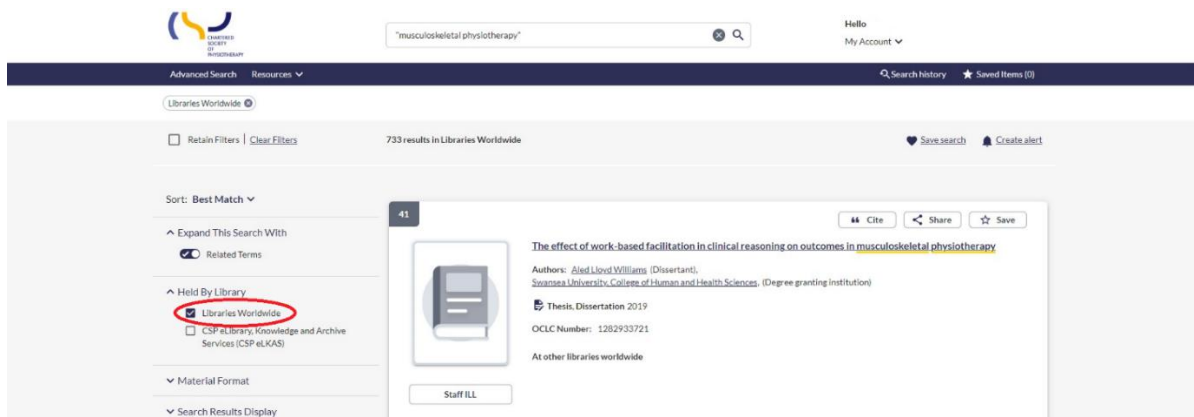 CHARTERED
SOCIETY
OF
PHYSIOTHERAPY
"musculoskeletal physiotherapy"
Hello
My Account
Advanced Search Resources
Search history Saved Items (0)
Libraries Worldwide
Retain Filters | Clear Filters
733 results in Libraries Worldwide
Save search Create alert
Sort: Best Match
Expand This Search With
Related Terms
Held By Library
Libraries Worldwide
CSP eLibrary, Knowledge and Archive
Services (CSP eLKAS)
Material Format
Search Results Display
41
Cite Share Save
The effect of work-based facilitation in clinical reasoning on outcomes in musculoskeletal physiotherapy
Authors: Aled Lloyd Williams (Dissertant),
Swansea University, College of Human and Health Sciences, (Degree granting institution)
Thesis, Dissertation 2019
OCLC Number: 1282933721
At other libraries worldwide
Staff ILL